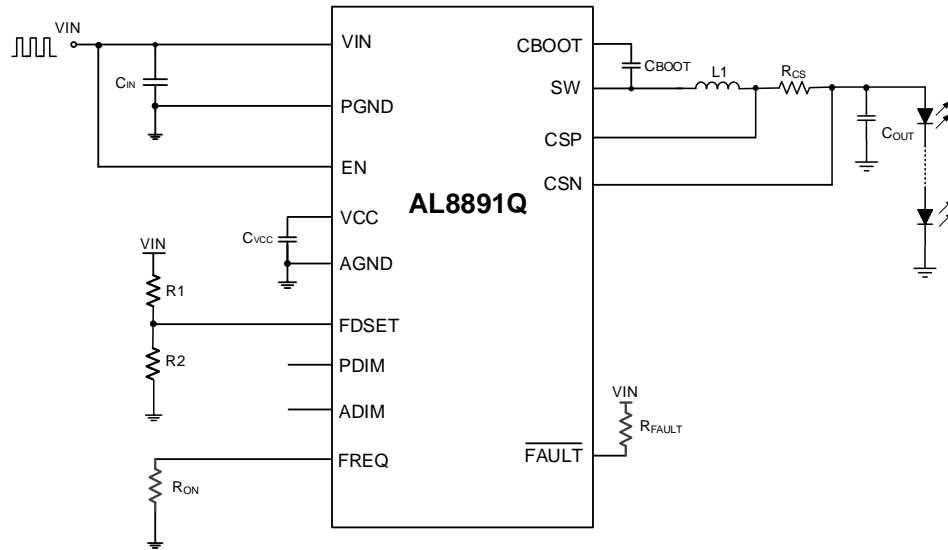 VIN
VIN
CIN
PGND
EN
VCC
CVCC
AGND
VIN
R1
FDSET
R2
PDIM
ADIM
FREQ
RON
AL8891Q
CBOOT
CBOOT
SW
L1
RCS
CSP
COUT
CSN
VIN
RFAULT
FAULT